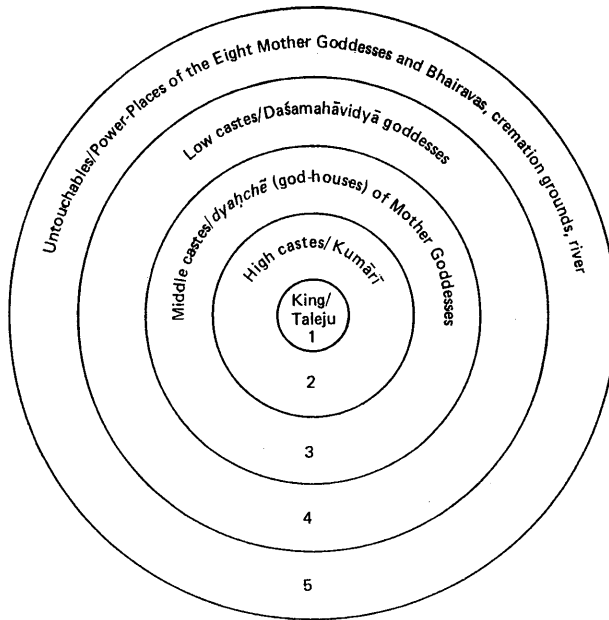 Untouchables/Power-Places of the Eight Mother Goddesses and Bhairavas, cremation grounds, river
Low castes/Daśamahāvidyā goddesses
Middle castes/dyaḥchē̃ (god-houses) of Mother Goddesses
High castes/Kumārī
King/
Taleju
1
2
3
4
5